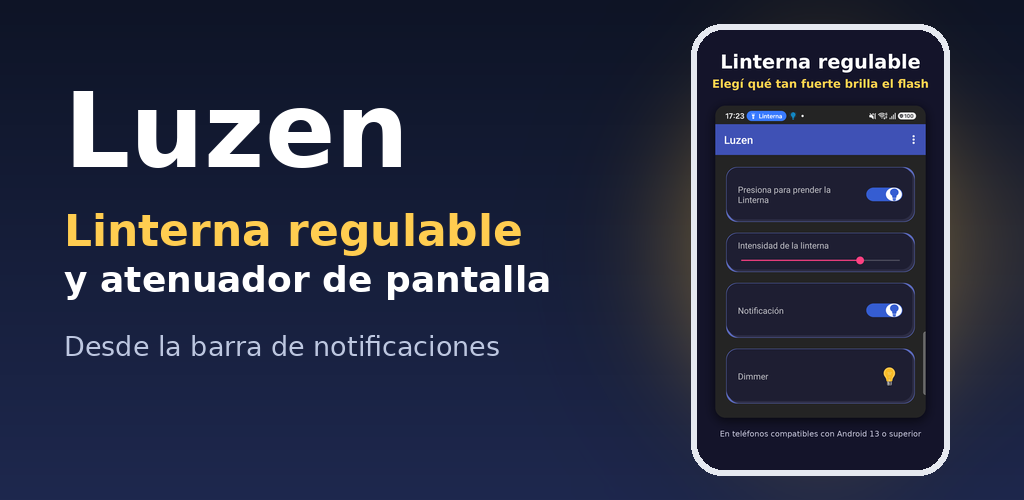 Luzen
Linterna regulable
y atenuador de pantalla
Desde la barra de notificaciones
Linterna regulable
Elegí qué tan fuerte brilla el flash
17:23 Linterna 100
Luzen
Presiona para prender la
Linterna
Intensidad de la linterna
Notificación
Dimmer
En teléfonos compatibles con Android 13 o superior